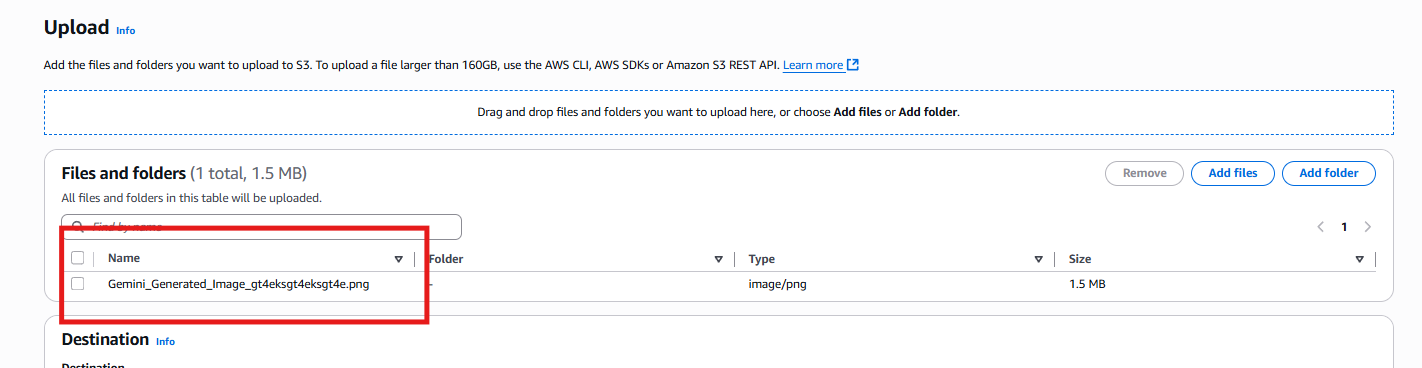 Upload Info
Add the files and folders you want to upload to S3. To upload a file larger than 160GB, use the AWS CLI, AWS SDKs or Amazon S3 REST API. Learn more
Drag and drop files and folders you want to upload here, or choose Add files or Add folder.
Files and folders (1 total, 1.5 MB)
Remove Add files Add folder
All files and folders in this table will be uploaded.
Find by name
1
Name Folder Type Size
Gemini_Generated_Image_gt4eksgt4eksgt4e.png - image/png 1.5 MB
Destination Info
Destination